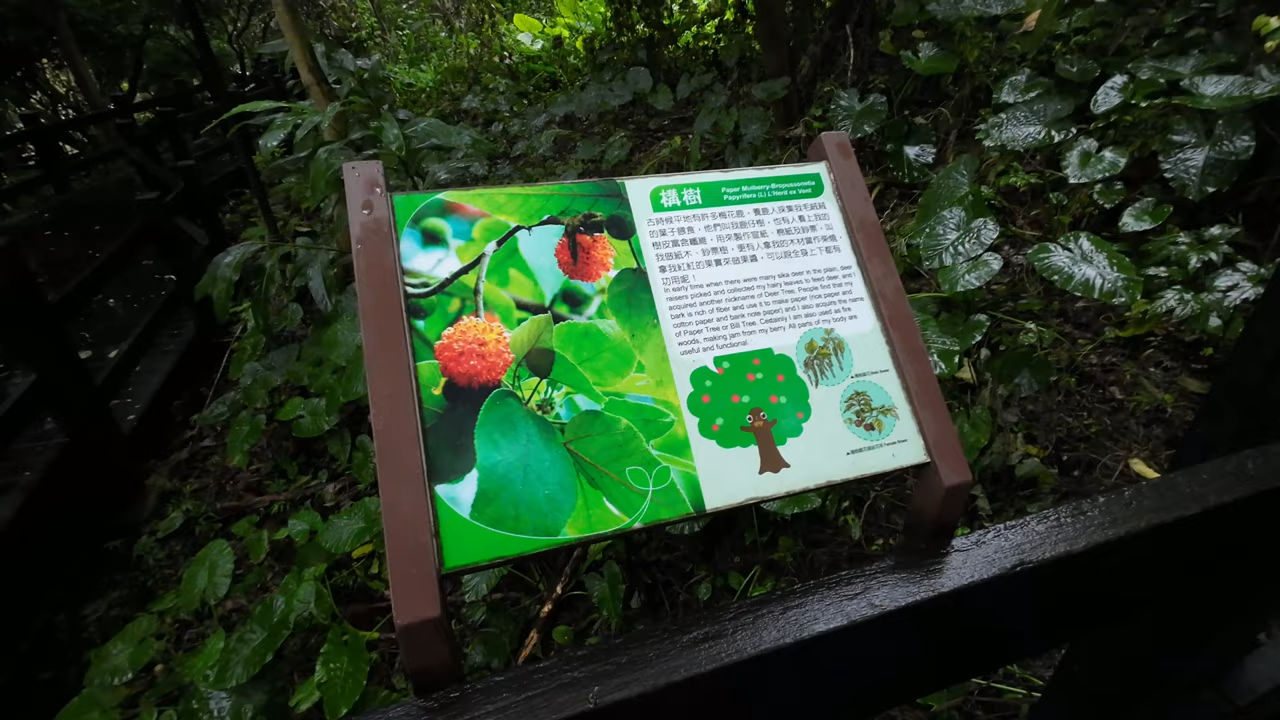 構樹
Paper Mulberry-Bropussonetia
Papyrifera (L) L'Herit ex Vent
古時候平地有許多梅花鹿，養鹿人採集我毛絨絨
的葉子餵食，他們叫我鹿仔樹，也有人看上我的
樹皮富含纖維，用來製作宣紙、棉紙及鈔票，叫
我做紙木、鈔票樹，更有人拿我的木材當作柴燒，
拿我紅紅的果實來做果醬，可以說全身上下都有
功用呢！
In early time when there were many sika deer in the plain, deer
raisers picked and collected my hairy leaves to feed deer, and I
acquired another nickname of Deer Tree. People find that my
bark is rich of fiber and use it to make paper (rice paper and
cotton paper and bank note paper) and I also acquire the name
of Paper Tree or Bill Tree. Certainly I am also used as fire
woods, making jam from my berry. All parts of my body are
useful and functional.